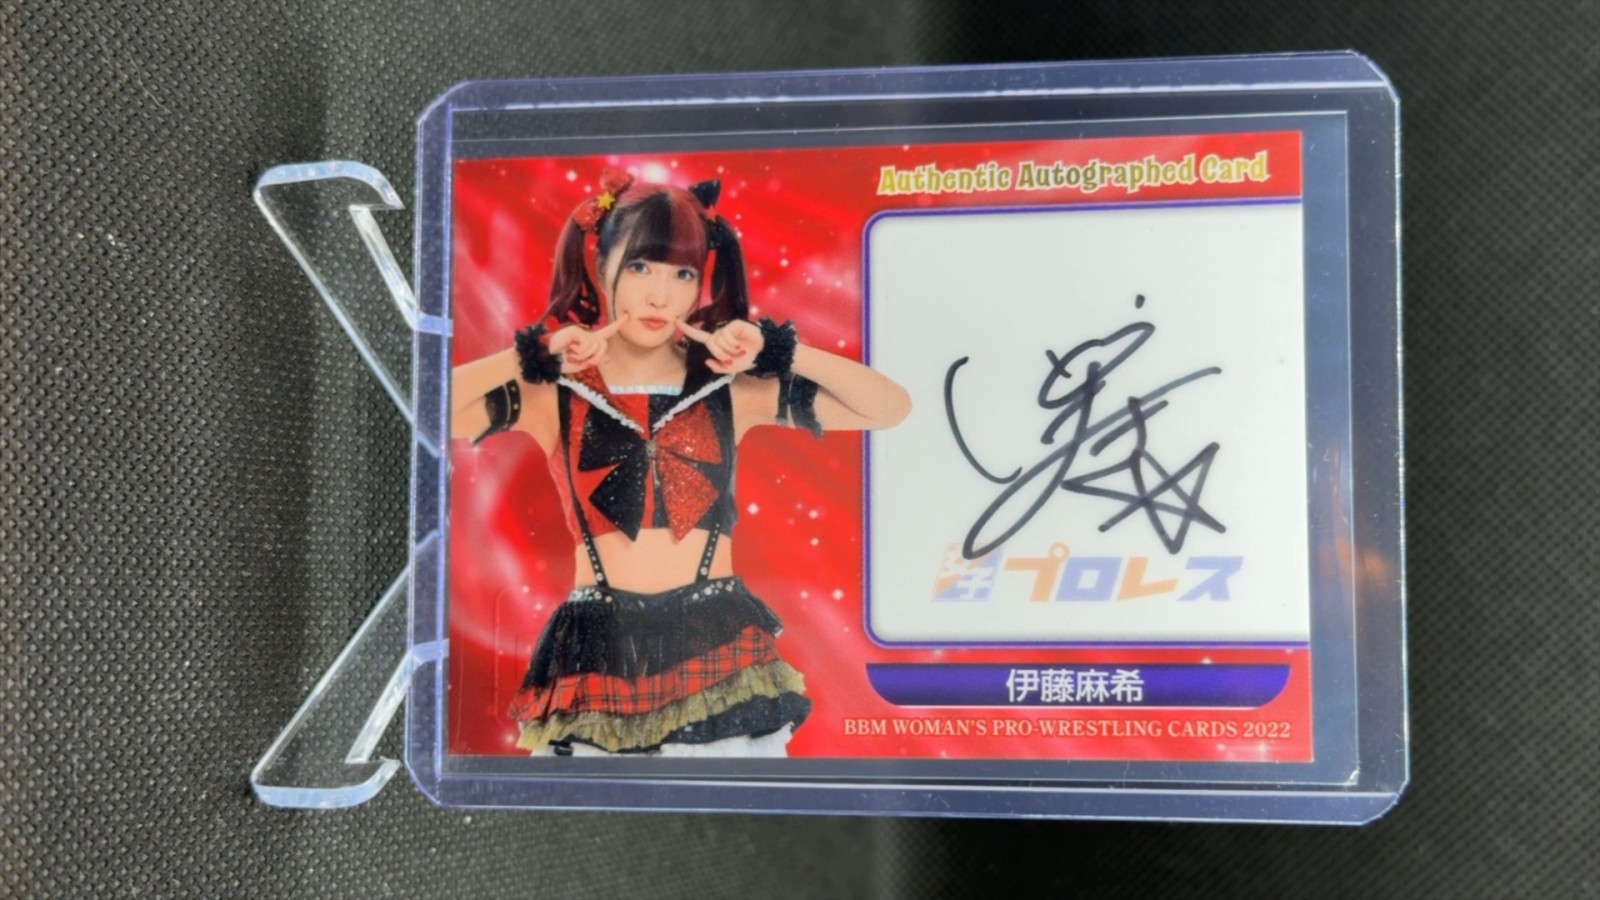 Authentic Autographed Card
プロレス
伊藤麻希
BBM WOMAN'S PRO-WRESTLING CARDS 2022